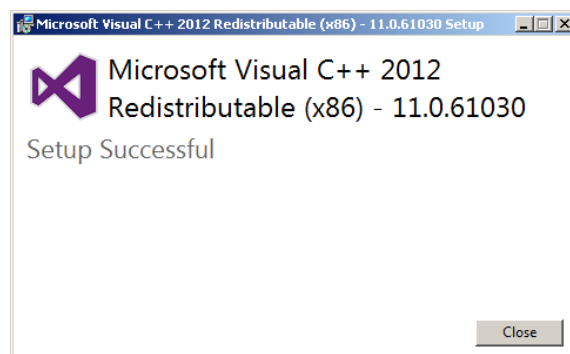 Microsoft Visual C++ 2012 Redistributable (x86) - 11.0.61030 Setup
Microsoft Visual C++ 2012
Redistributable (x86) - 11.0.61030
Setup Successful
Close